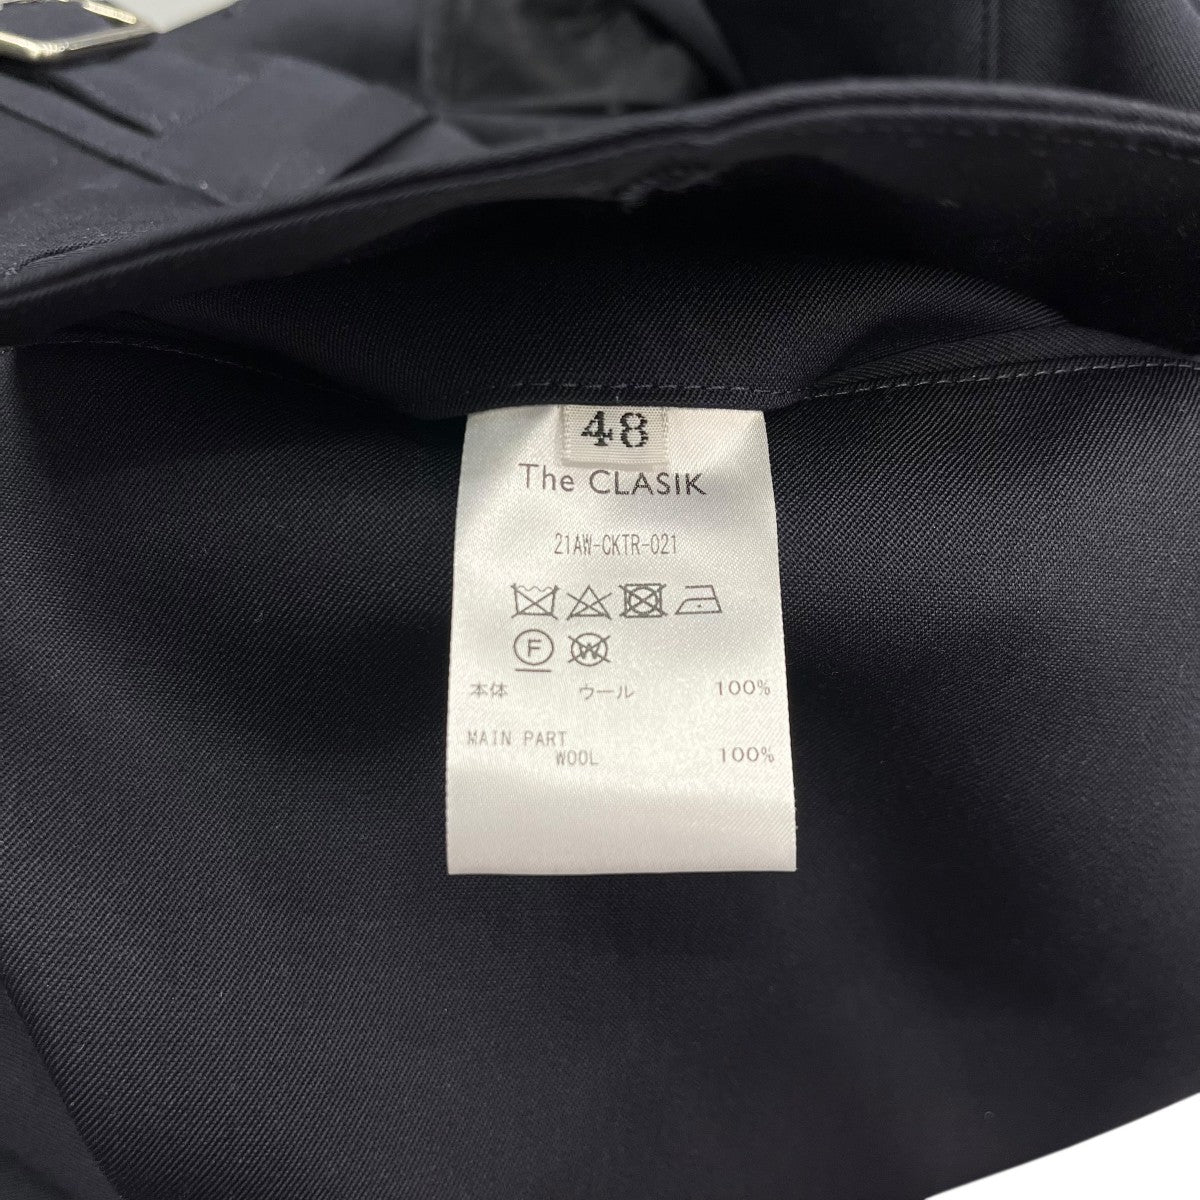 48
The CLASIK
21AW-CKTR-021
F
W
本体 ウール 100%
MAIN PART
WOOL 100%